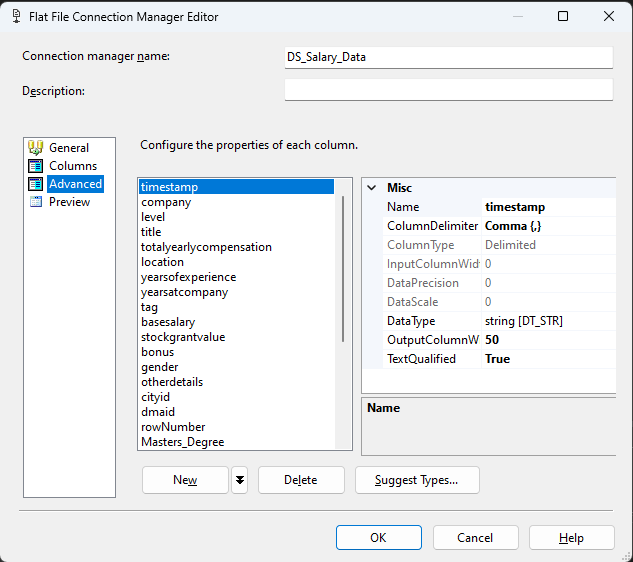 Flat File Connection Manager Editor
Connection manager name:
DS_Salary_Data
Description:
General
Columns
Advanced
Preview
Configure the properties of each column.
timestamp
company
level
title
totalyearlycompensation
location
yearsofexperience
yearsatcompany
tag
basesalary
stockgrantvalue
bonus
gender
otherdetails
cityid
dmaid
rowNumber
Masters_Degree
Misc
Name timestamp
ColumnDelimiter Comma {,}
ColumnType Delimited
InputColumnWidt 0
DataPrecision 0
DataScale 0
DataType string [DT_STR]
OutputColumnW 50
TextQualified True
Name
New
Delete
Suggest Types...
OK
Cancel
Help